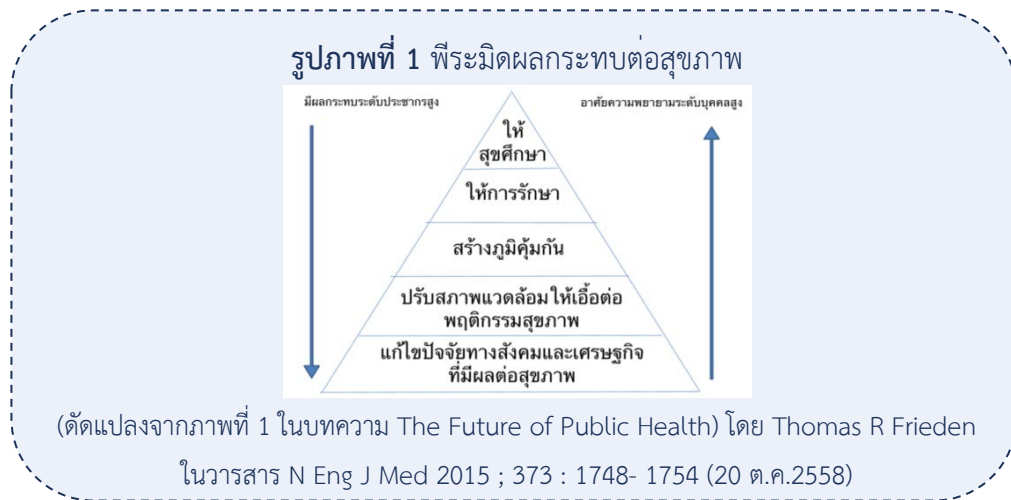 รูปภาพที่ 1 พีระมิดผลกระทบต่อสุขภาพ
มีผลกระทบระดับประชากรสูง
อาศัยความพยายามระดับบุคคลสูง
ให้
สุขศึกษา
ให้การรักษา
สร้างภูมิคุ้มกัน
ปรับสภาพแวดล้อมให้เอื้อต่อ
พฤติกรรมสุขภาพ
แก้ไขปัจจัยทางสังคมและเศรษฐกิจ
ที่มีผลต่อสุขภาพ
(ดัดแปลงจากภาพที่ 1 ในบทความ The Future of Public Health) โดย Thomas R Frieden
ในวารสาร N Eng J Med 2015 ; 373 : 1748- 1754 (20 ต.ค.2558)